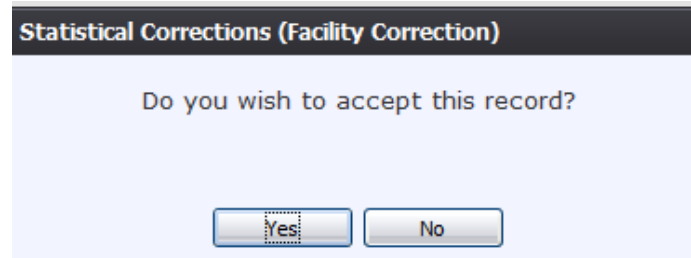 Statistical Corrections (Facility Correction)
Do you wish to accept this record?
Yes No